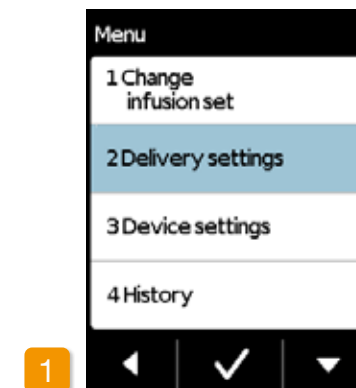 Menu
1 Change
infusion set
2 Delivery settings
3 Device settings
4 History
1